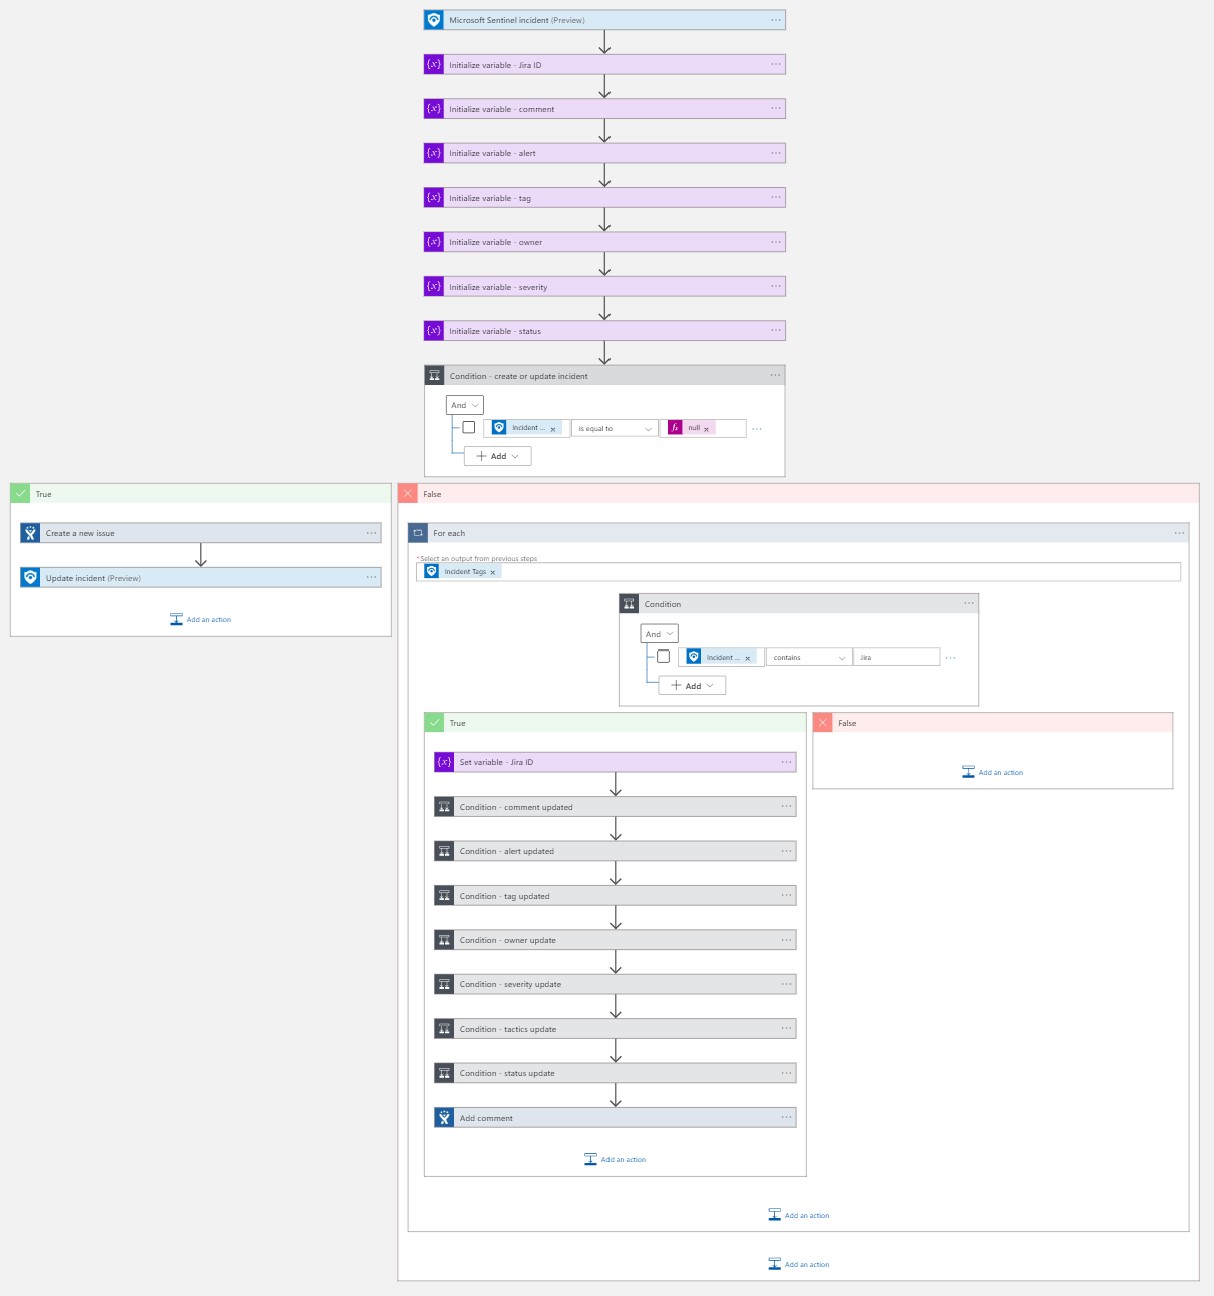 Microsoft Sentinel incident (Preview)
Initialize variable - Jira ID
Initialize variable - comment
Initialize variable - alert
Initialize variable - tag
Initialize variable - owner
Initialize variable - severity
Initialize variable - status
Condition - create or update incident
And
Incident ... × is equal to fx null ×
Add
True
Create a new issue
Update incident (Preview)
Add an action
False
For each
*Select an output from previous steps
Incident Tags ×
Condition
And
Incident ... × contains Jira
Add
True
Set variable - Jira ID
Condition - comment updated
Condition - alert updated
Condition - tag updated
Condition - owner update
Condition - severity update
Condition - tactics update
Condition - status update
Add comment
Add an action
False
Add an action
Add an action
Add an action